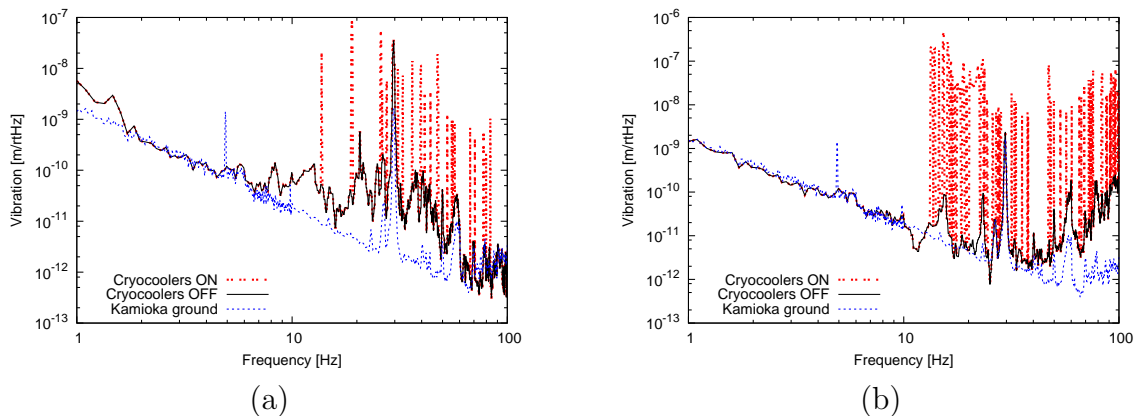 10^-7
10^-8
10^-9
10^-10
10^-11
10^-12
10^-13
Vibration [m/rtHz]
Cryocoolers ON
Cryocoolers OFF
Kamioka ground
1 10 100
Frequency [Hz]
(a)
10^-6
10^-7
10^-8
10^-9
10^-10
10^-11
10^-12
10^-13
Vibration [m/rtHz]
Cryocoolers ON
Cryocoolers OFF
Kamioka ground
1 10 100
Frequency [Hz]
(b)